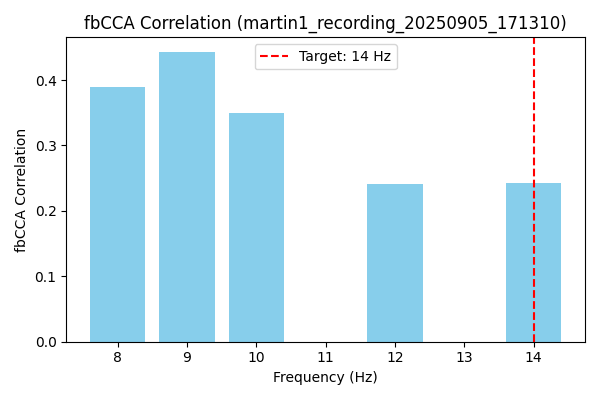 fbCCA Correlation (martin1_recording_20250905_171310)
Target: 14 Hz
fbCCA Correlation
0.4
0.3
0.2
0.1
0.0
8 9 10 11 12 13 14
Frequency (Hz)